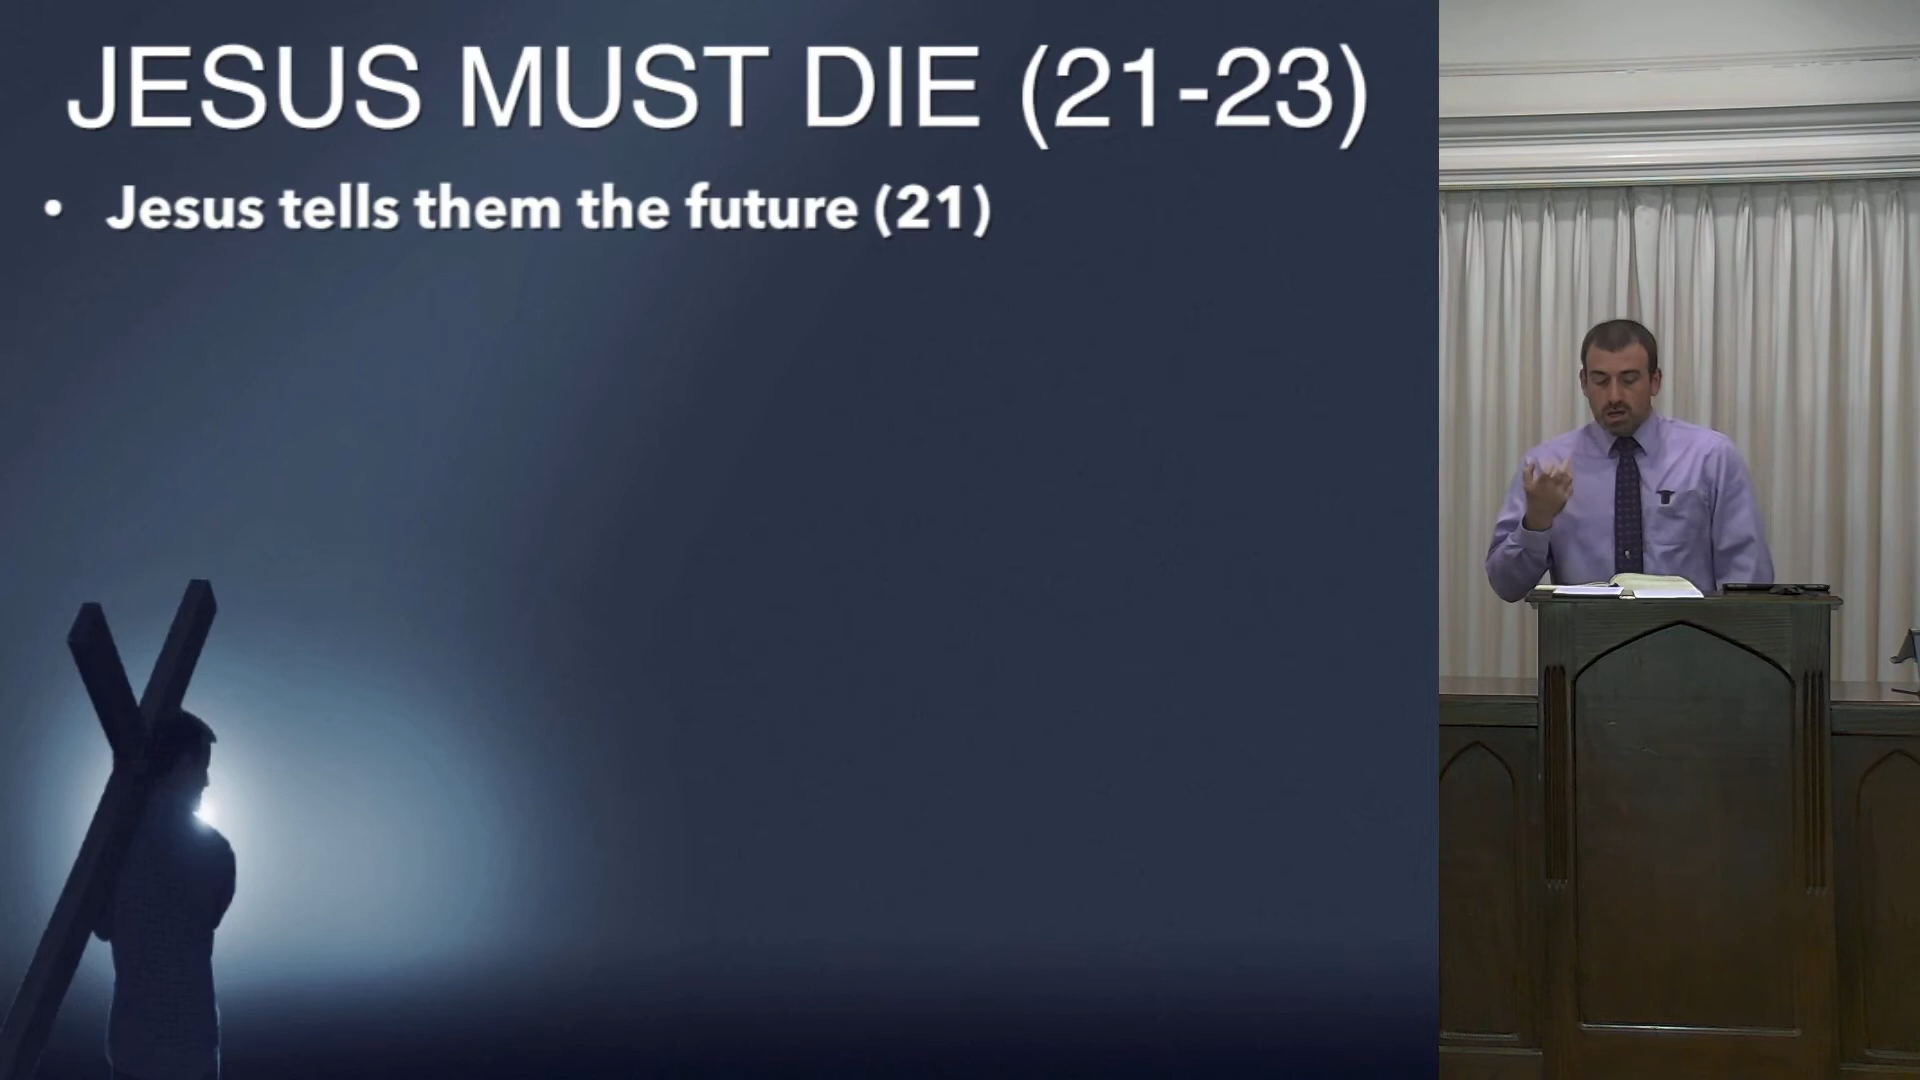 JESUS MUST DIE (21-23)
• Jesus tells them the future (21)